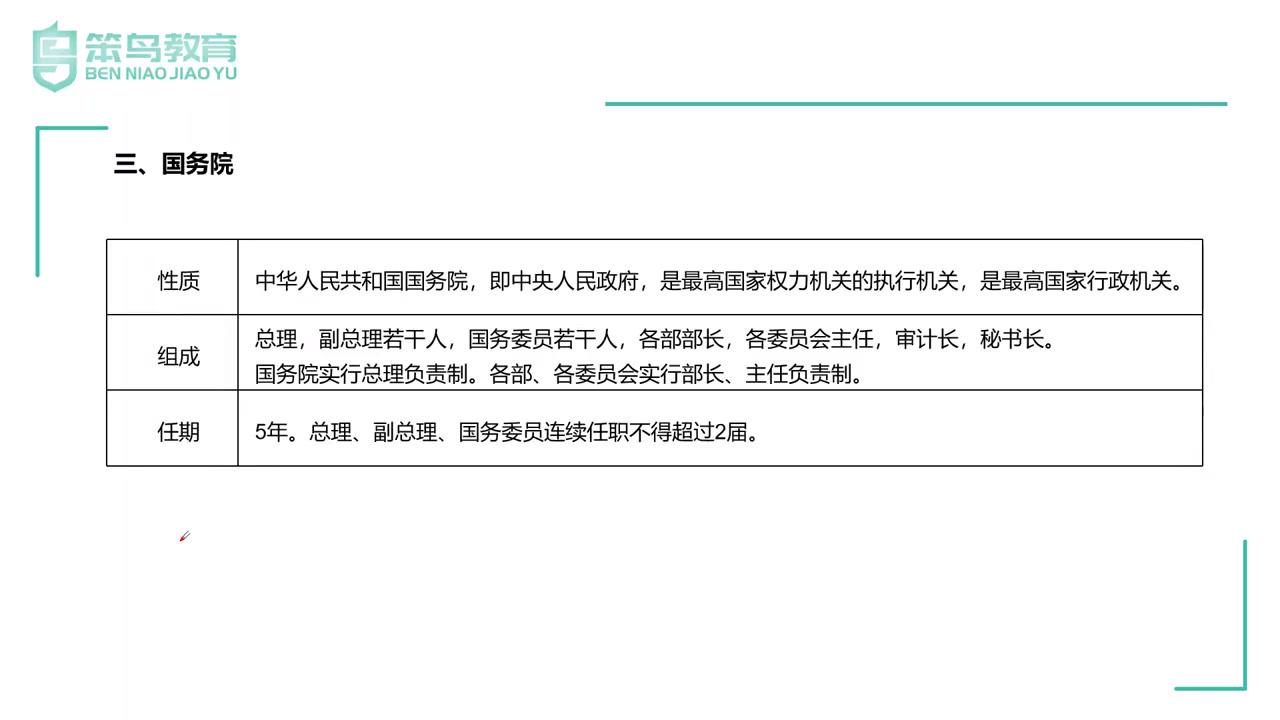 笨鸟教育
BEN NIAO JIAO YU
三、国务院
性质
中华人民共和国国务院，即中央人民政府，是最高国家权力机关的执行机关，是最高国家行政机关。
组成
总理，副总理若干人，国务委员若干人，各部部长，各委员会主任，审计长，秘书长。
国务院实行总理负责制。各部、各委员会实行部长、主任负责制。
任期
5年。总理、副总理、国务委员连续任职不得超过2届。